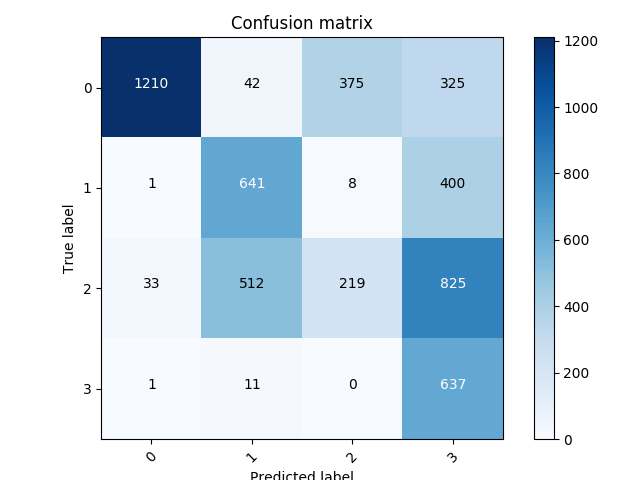 Confusion matrix
True label
0 1210 42 375 325
1 1 641 8 400
2 33 512 219 825
3 1 11 0 637
0 1 2 3
Predicted label
1200
1000
800
600
400
200
0